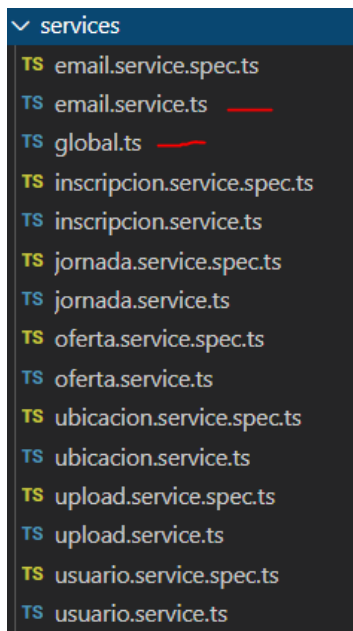 services
TS email.service.spec.ts
TS email.service.ts
TS global.ts
TS inscripcion.service.spec.ts
TS inscripcion.service.ts
TS jornada.service.spec.ts
TS jornada.service.ts
TS oferta.service.spec.ts
TS oferta.service.ts
TS ubicacion.service.spec.ts
TS ubicacion.service.ts
TS upload.service.spec.ts
TS upload.service.ts
TS usuario.service.spec.ts
TS usuario.service.ts